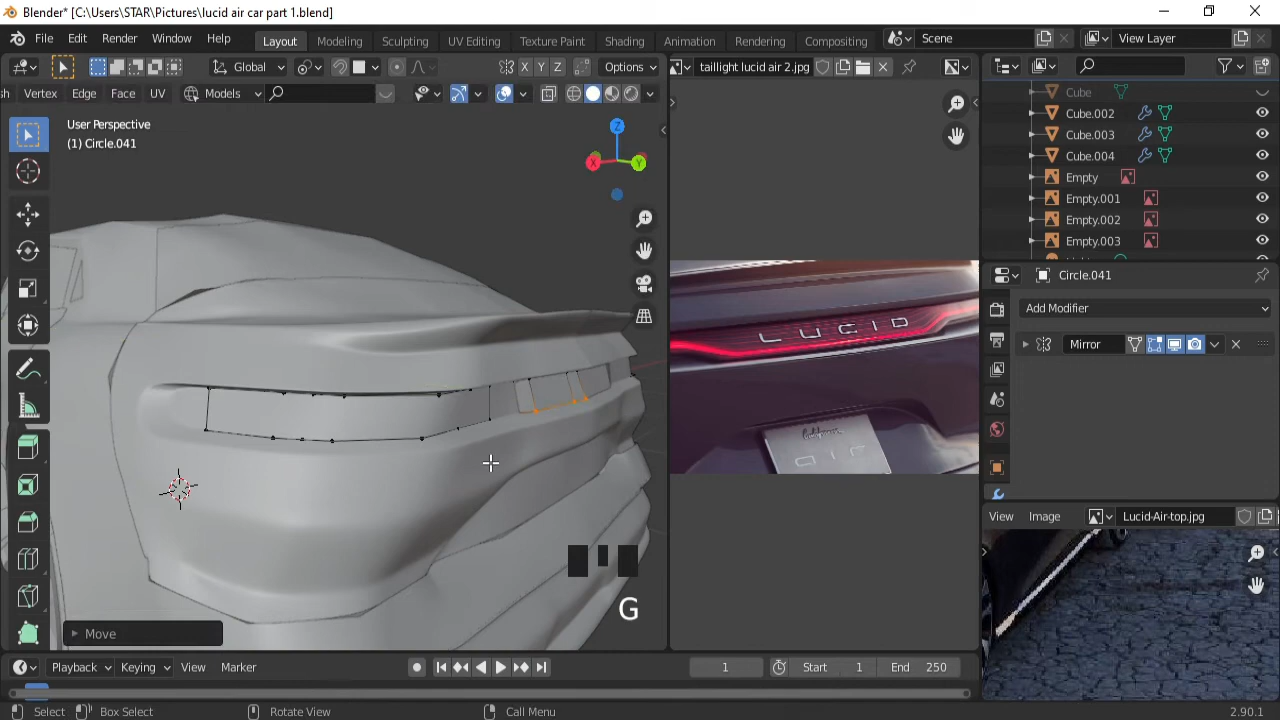 Blender* [C:\Users\STAR\Pictures\lucid air car part 1.blend]
File Edit Render Window Help
Layout Modeling Sculpting UV Editing Texture Paint Shading Animation Rendering Compositing
Scene
View Layer
Global
X Y Z
Options
taillight lucid air 2.jpg
sh Vertex Edge Face UV
Models
User Perspective
(1) Circle.041
Z
X
Y
Cube
Cube.002
Cube.003
Cube.004
Empty
Empty.001
Empty.002
Empty.003
Circle.041
Add Modifier
Mirror
LUCID
California
air
View Image
Lucid-Air-top.jpg
G
Move
Playback Keying View Marker
1
Start 1
End 250
Select Box Select Rotate View Call Menu
2.90.1